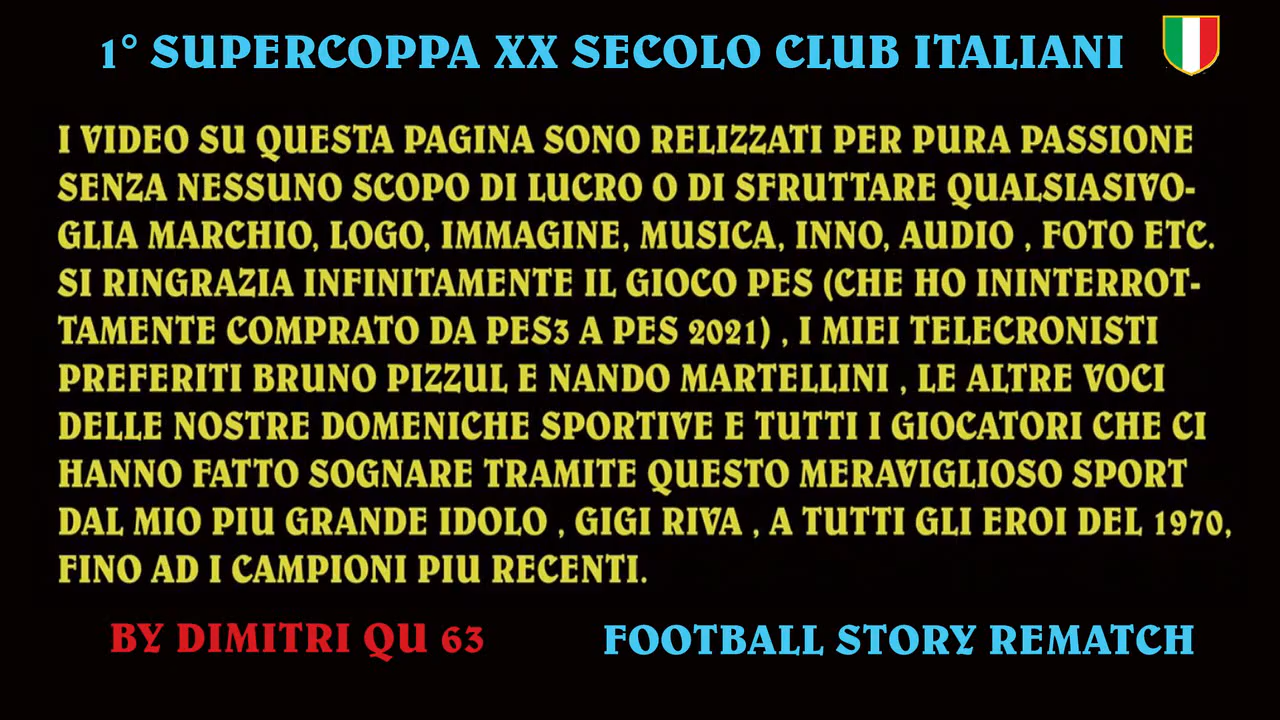 1° SUPERCOPPA XX SECOLO CLUB ITALIANI
I VIDEO SU QUESTA PAGINA SONO RELIZZATI PER PURA PASSIONE
SENZA NESSUNO SCOPO DI LUCRO O DI SFRUTTARE QUALSIASIVO-
GLIA MARCHIO, LOGO, IMMAGINE, MUSICA, INNO, AUDIO , FOTO ETC.
SI RINGRAZIA INFINITAMENTE IL GIOCO PES (CHE HO ININTERROT-
TAMENTE COMPRATO DA PES3 A PES 2021) , I MIEI TELECRONISTI
PREFERITI BRUNO PIZZUL E NANDO MARTELLINI , LE ALTRE VOCI
DELLE NOSTRE DOMENICHE SPORTIVE E TUTTI I GIOCATORI CHE CI
HANNO FATTO SOGNARE TRAMITE QUESTO MERAVIGLIOSO SPORT
DAL MIO PIU GRANDE IDOLO , GIGI RIVA , A TUTTI GLI EROI DEL 1970,
FINO AD I CAMPIONI PIU RECENTI.
BY DIMITRI QU 63
FOOTBALL STORY REMATCH